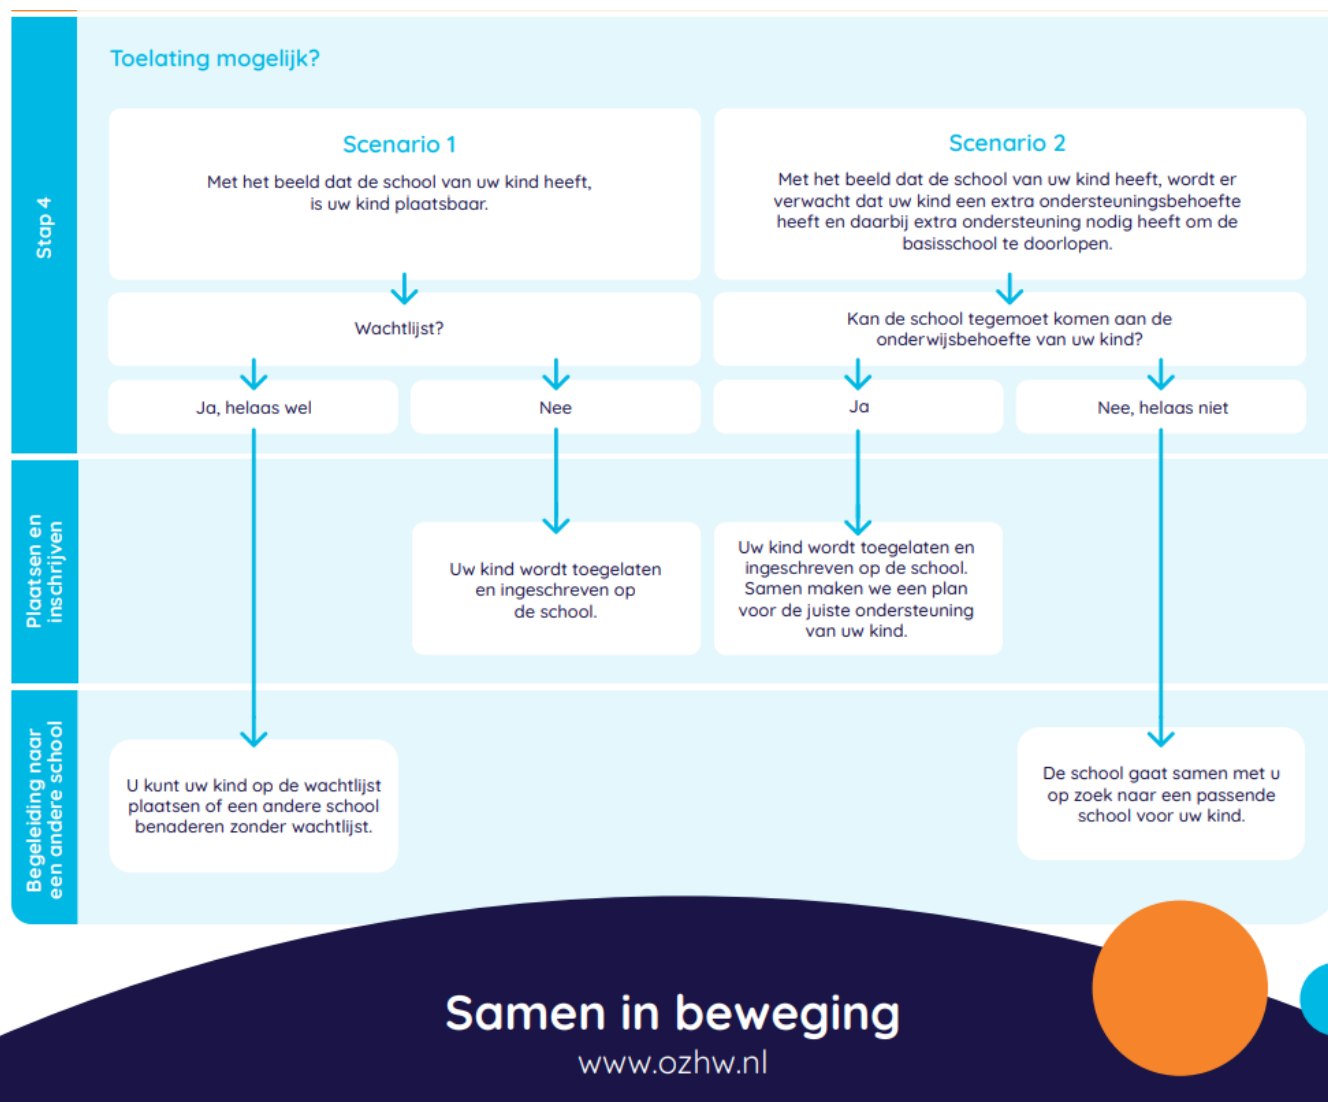 Toelating mogelijk?
Stap 4
Scenario 1
Met het beeld dat de school van uw kind heeft,
is uw kind plaatsbaar.
Scenario 2
Met het beeld dat de school van uw kind heeft, wordt er
verwacht dat uw kind een extra ondersteuningsbehoefte
heeft en daarbij extra ondersteuning nodig heeft om de
basisschool te doorlopen.
Wachtlijst?
Kan de school tegemoet komen aan de
onderwijsbehoefte van uw kind?
Ja, helaas wel
Nee
Ja
Nee, helaas niet
Plaatsen en
inschrijven
Uw kind wordt toegelaten
en ingeschreven op
de school.
Uw kind wordt toegelaten en
ingeschreven op de school.
Samen maken we een plan
voor de juiste ondersteuning
van uw kind.
Begeleiding naar
een andere school
U kunt uw kind op de wachtlijst
plaatsen of een andere school
benaderen zonder wachtlijst.
De school gaat samen met u
op zoek naar een passende
school voor uw kind.
Samen in beweging
www.ozhw.nl